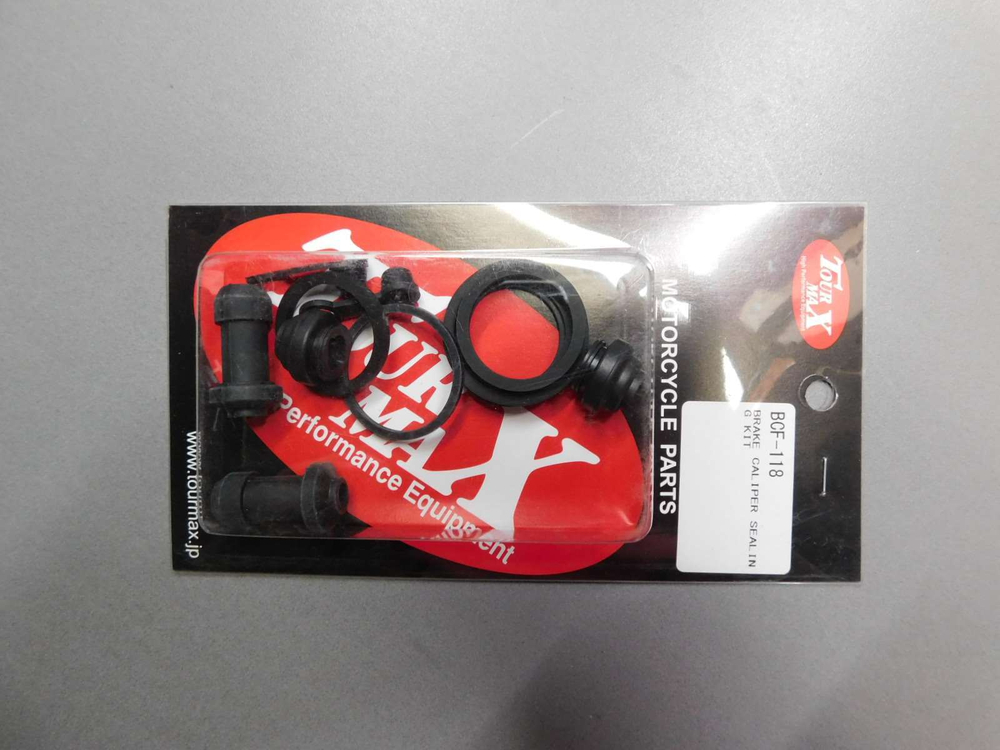 TOUR
MAX
MOTORCYCLE PARTS
BCF-118
BRAKE CALIPER SEALIN
G KIT
TOUR
MAX
Performance Equipment
www.tourmax.jp